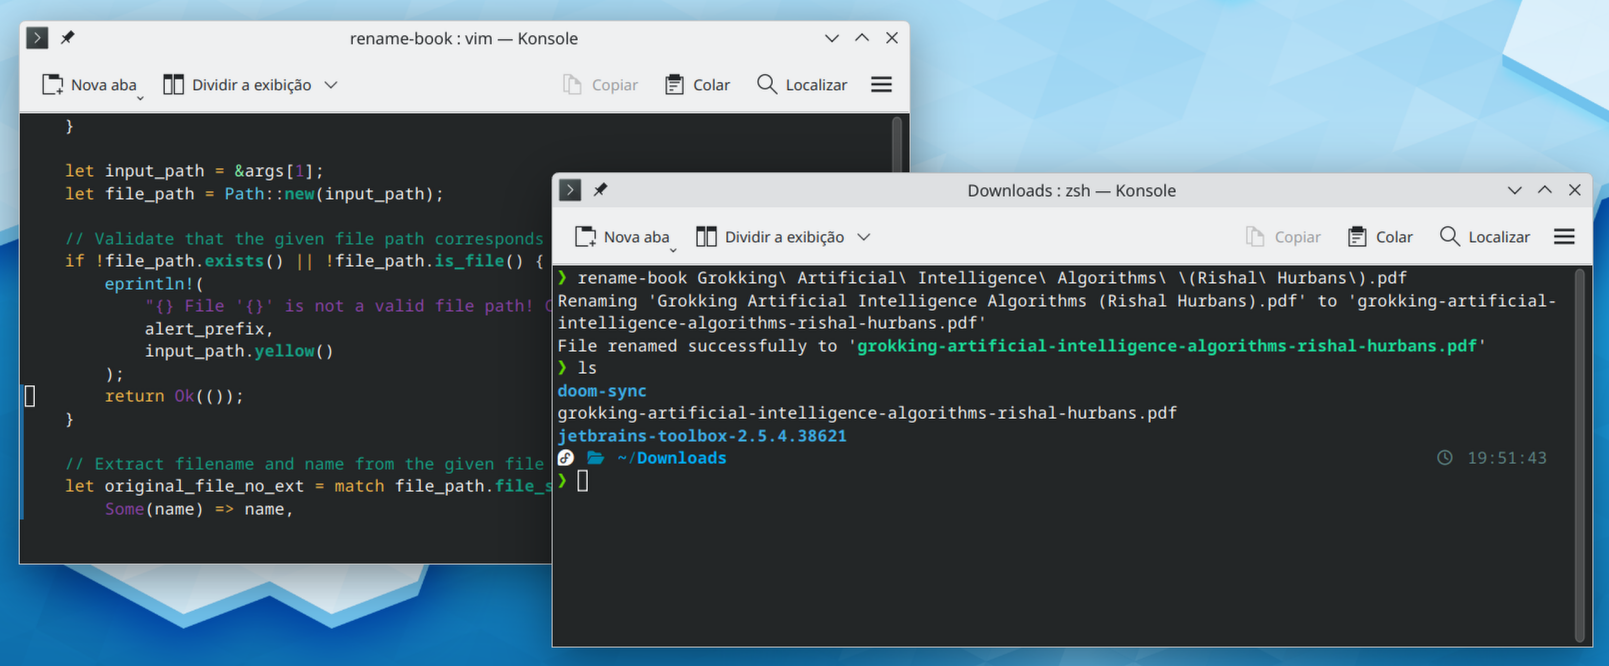 rename-book : vim — Konsole
Nova aba
Dividir a exibição
Copiar
Colar
Localizar
}
let input_path = &args[1];
let file_path = Path::new(input_path);
// Validate that the given file path corresponds
if !file_path.exists() || !file_path.is_file() {
eprintln!(
"{} File '{}' is not a valid file path!
alert_prefix,
input_path.yellow()
);
return Ok(());
}
// Extract filename and name from the given file
let original_file_no_ext = match file_path.file_s
Some(name) => name,
Downloads : zsh — Konsole
Nova aba
Dividir a exibição
Copiar
Colar
Localizar
❯ rename-book Grokking\ Artificial\ Intelligence\ Algorithms\ \(Rishal\ Hurbans\).pdf
Renaming 'Grokking Artificial Intelligence Algorithms (Rishal Hurbans).pdf' to 'grokking-artificial-
intelligence-algorithms-rishal-hurbans.pdf'
File renamed successfully to 'grokking-artificial-intelligence-algorithms-rishal-hurbans.pdf'
❯ ls
doom-sync
grokking-artificial-intelligence-algorithms-rishal-hurbans.pdf
jetbrains-toolbox-2.5.4.38621
~/Downloads
19:51:43
❯